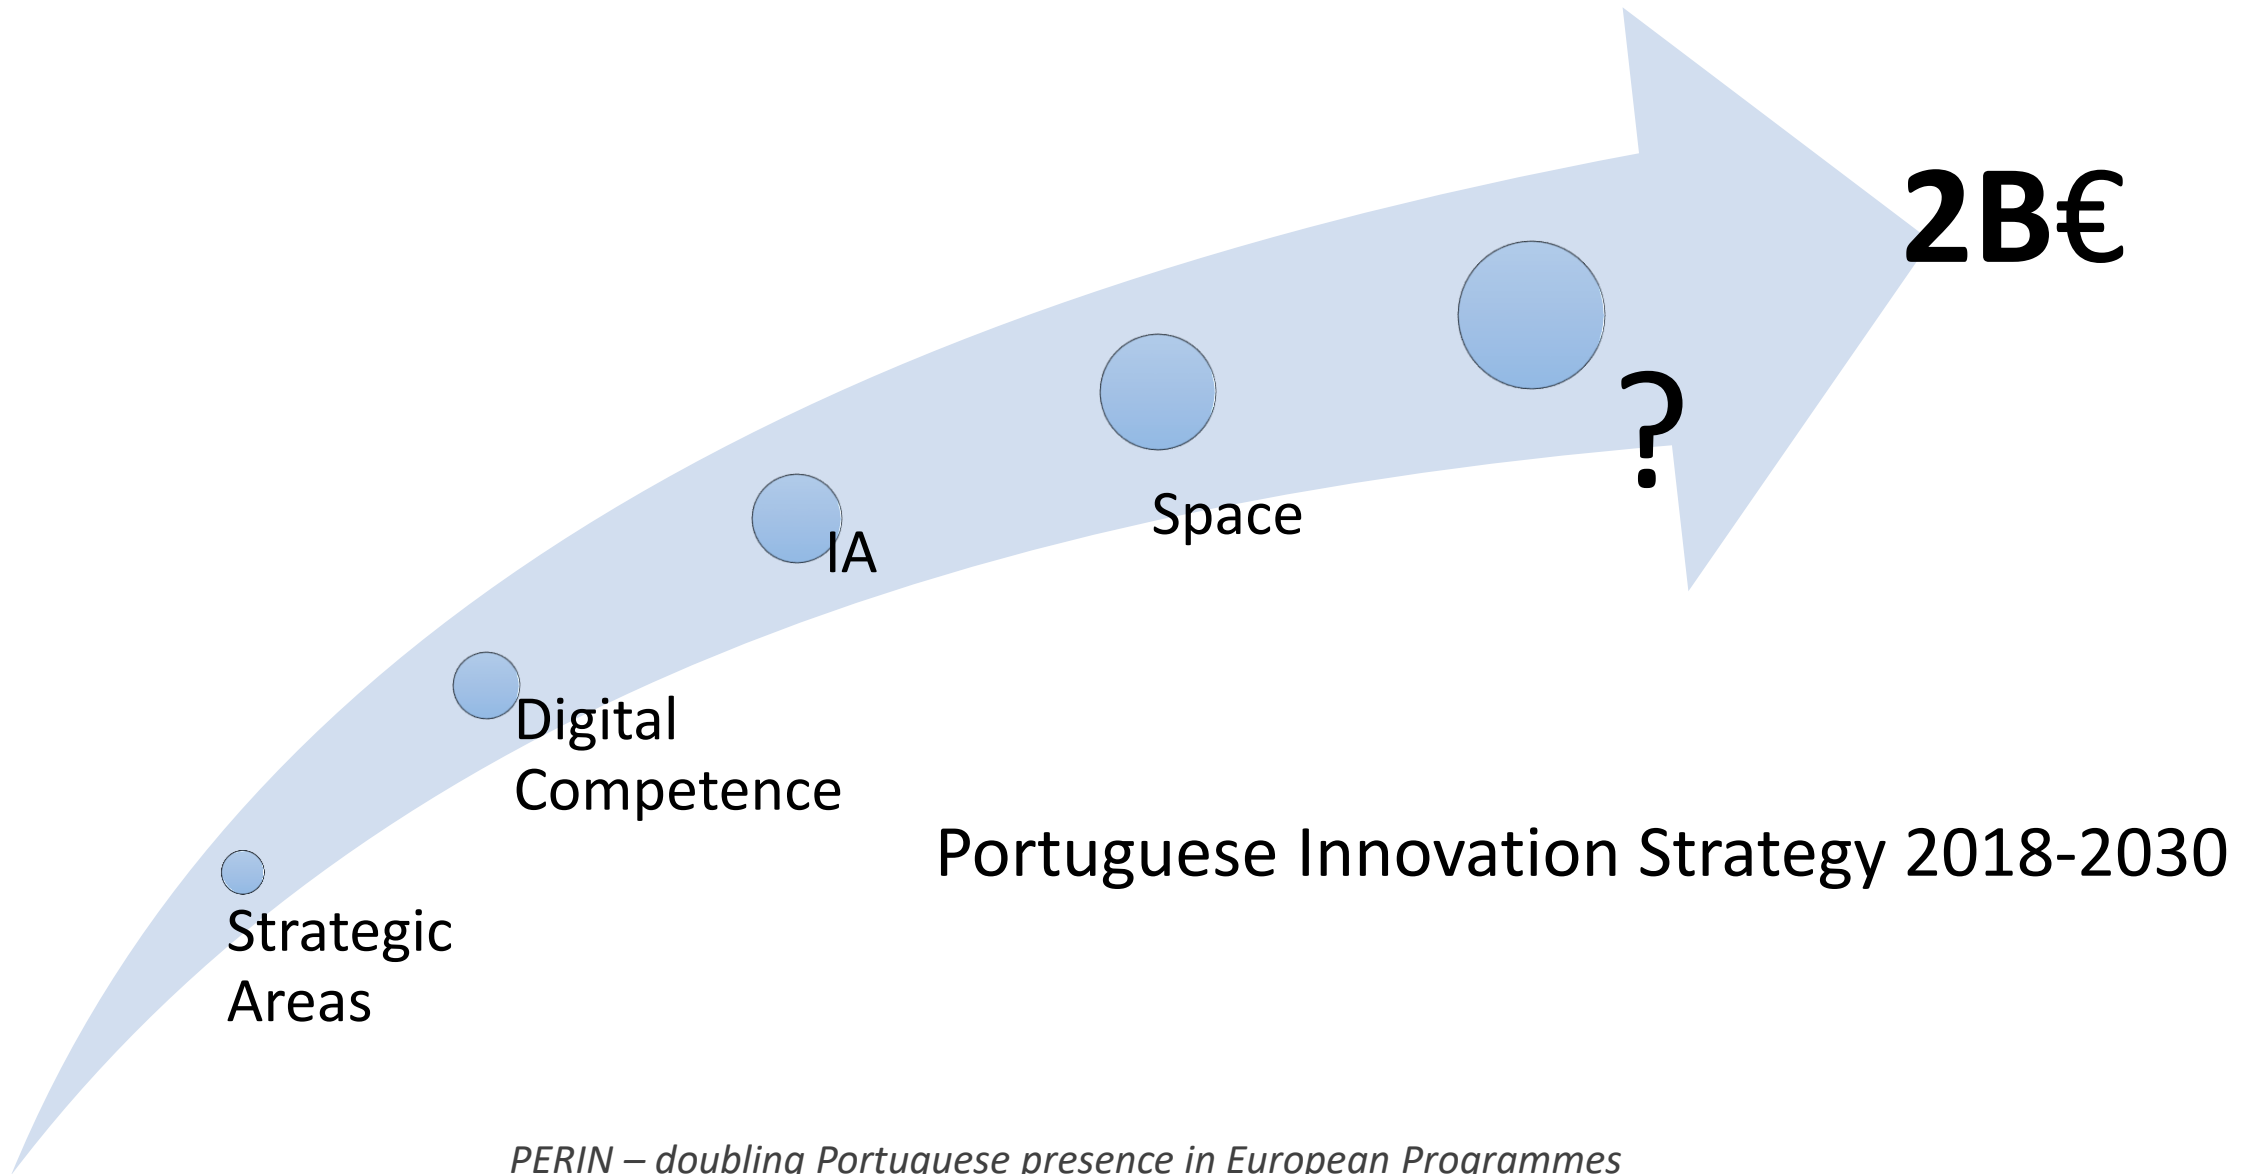 2B€
?
Space
IA
Digital
Competence
Portuguese Innovation Strategy 2018-2030
Strategic
Areas
PERIN – doubling Portuguese presence in European Programmes